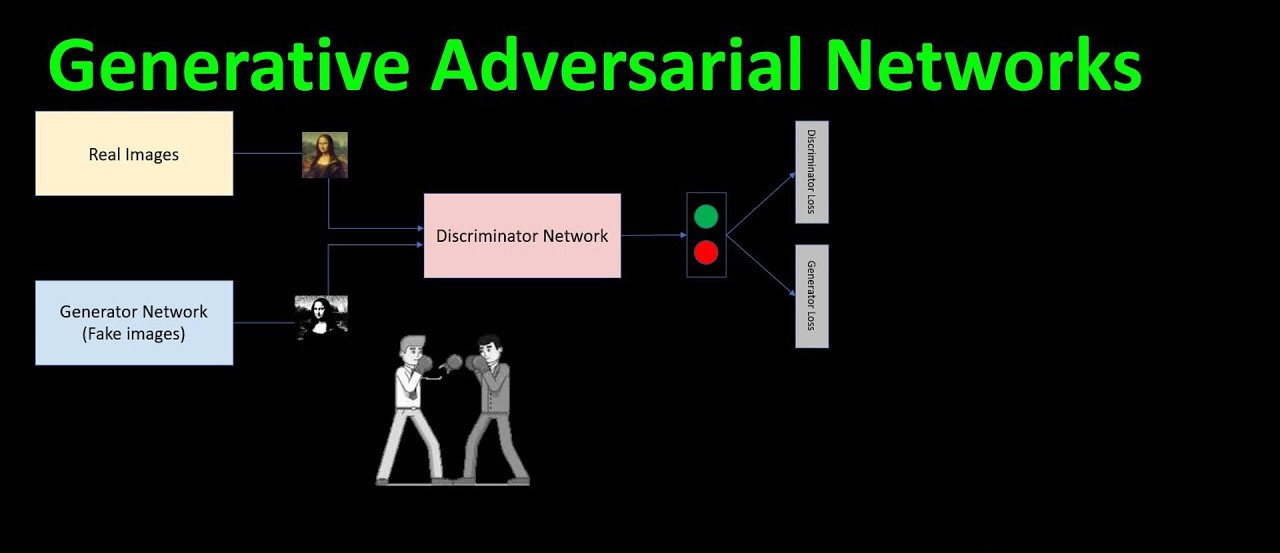 Generative Adversarial Networks
Real Images
Discriminator Network
Generator Network
(Fake images)
Discriminator Loss
Generator Loss